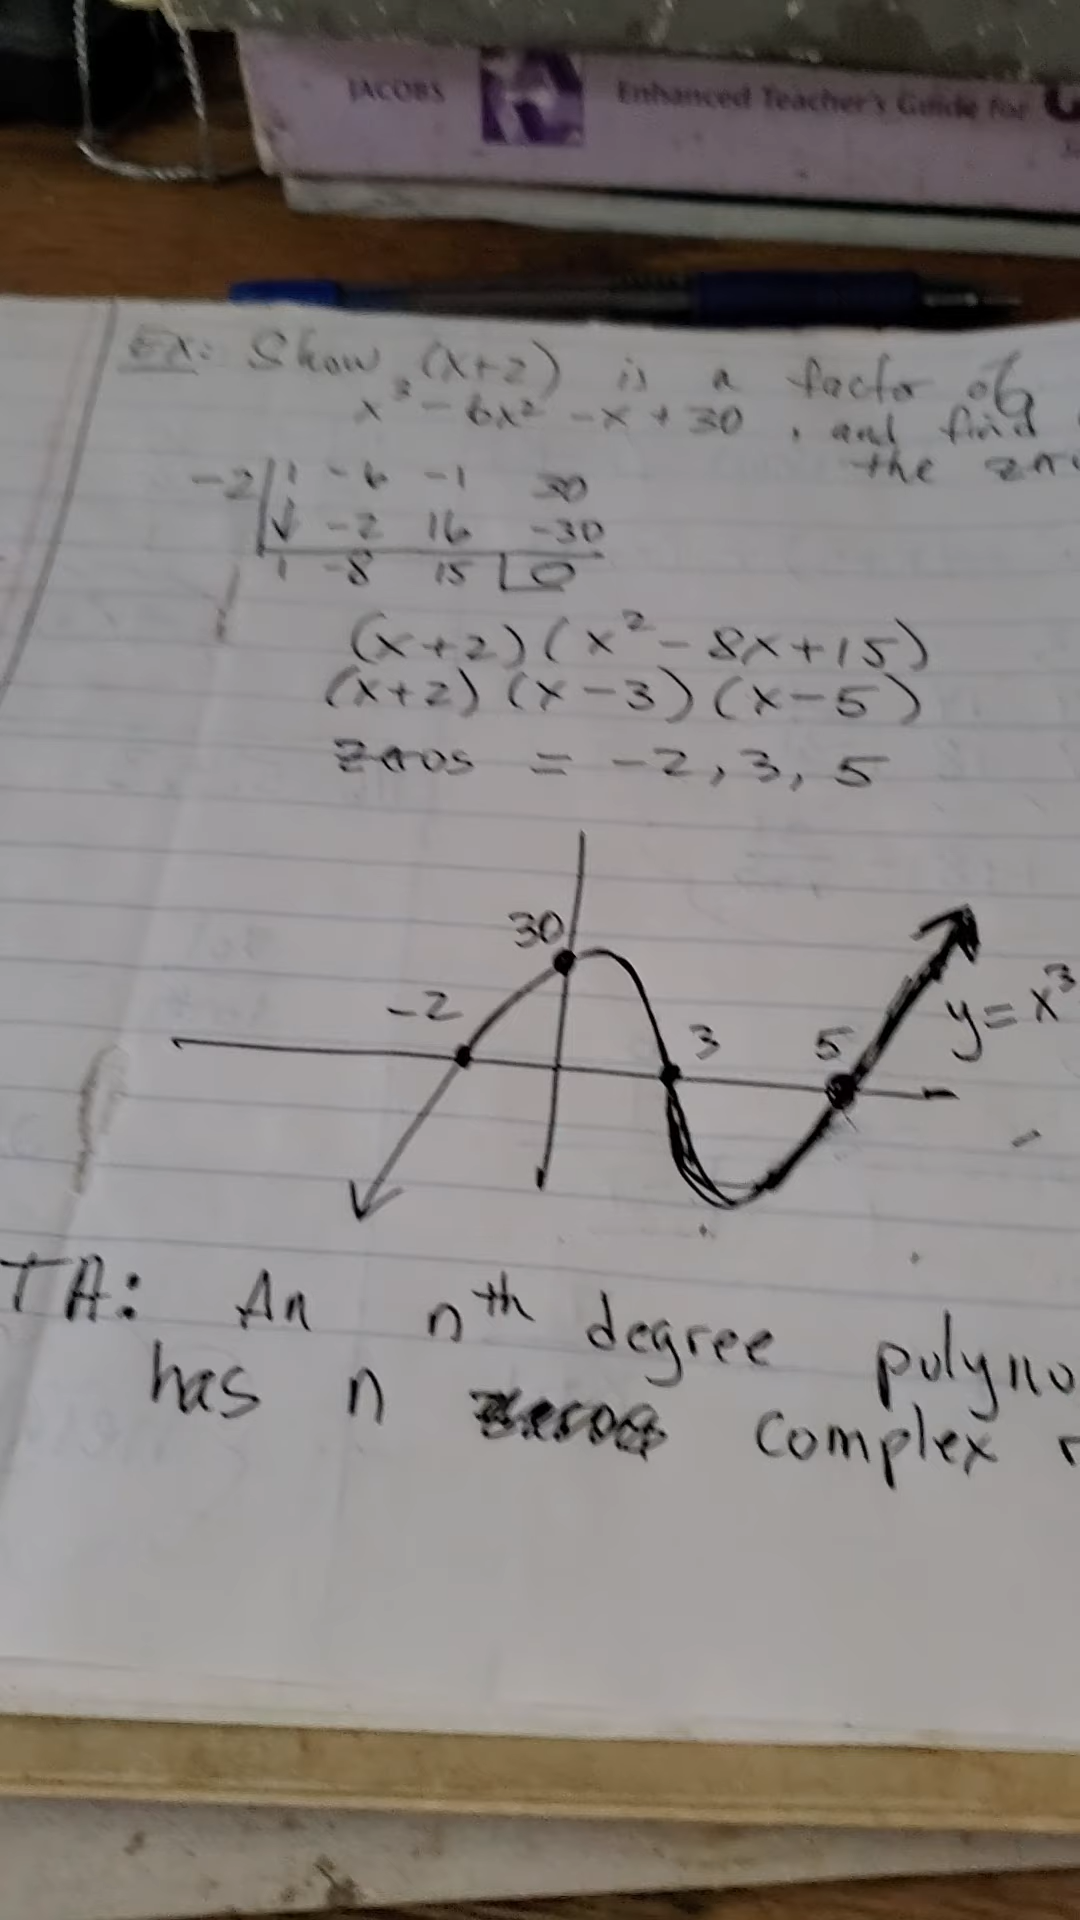 JACOBS Enhanced Teacher's Guide for
Ex: Show (x+2) is a factor of
x³ - 6x² - x + 30, and find
the
-2 1 -6 -1 30
-2 16 -30
1 -8 15 0
(x+2)(x²-8x+15)
(x+2)(x-3)(x-5)
zeros = -2, 3, 5
30
-2 3 5 y=x³
TA: An nth degree
has n zeros complex